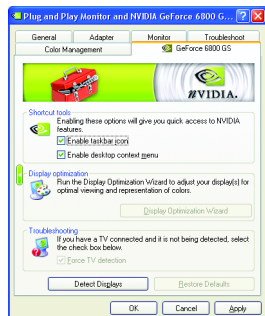 Plug and Play Monitor and NVIDIA GeForce 6800 G...
General
Adapter
Monitor
Troubleshoot
Color Management
GeForce 6800 GS
NVIDIA.
Shortcut tools
Enabling these options will give you quick access to NVIDIA
features.
Enable taskbar icon
Enable desktop context menu
Display optimization
Run the Display Optimization Wizard to adjust your display(s) for
optimal viewing and representation of colors.
Display Optimization Wizard
Troubleshooting
If you have a TV connected and it is not being detected, select
the check box below.
Force TV detection
Detect Displays
Restore Defaults
OK
Cancel
Apply